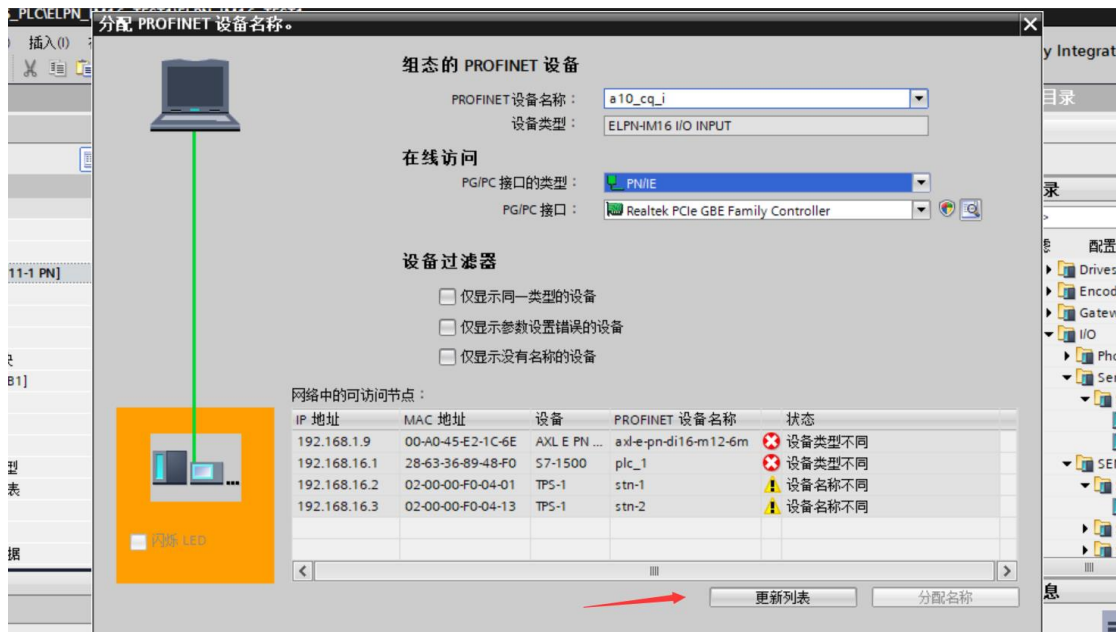 S_PLC\ELPN_
分配 PROFINET 设备名称。
插入(I)
y Integrat
组态的 PROFINET 设备
PROFINET设备名称： a10_cq_i
设备类型： ELPN-IM16 I/O INPUT
目录
在线访问
PG/PC 接口的类型： PN/IE
PG/PC 接口： Realtek PCIe GBE Family Controller
录
配置
11-1 PN]
设备过滤器
仅显示同一类型的设备
仅显示参数设置错误的设备
仅显示没有名称的设备
Drives
Encod
Gatew
I/O
Pho
Ser
B1]
SEN
型
表
据
网络中的可访问节点：
IP 地址 MAC 地址 设备 PROFINET 设备名称 状态
192.168.1.9 00-A0-45-E2-1C-6E AXL E PN ... axl-e-pn-di16-m12-6m 设备类型不同
192.168.16.1 28-63-36-89-48-F0 S7-1500 plc_1 设备类型不同
192.168.16.2 02-00-00-F0-04-01 TPS-1 stn-1 设备名称不同
192.168.16.3 02-00-00-F0-04-13 TPS-1 stn-2 设备名称不同
闪烁 LED
更新列表 分配名称
息